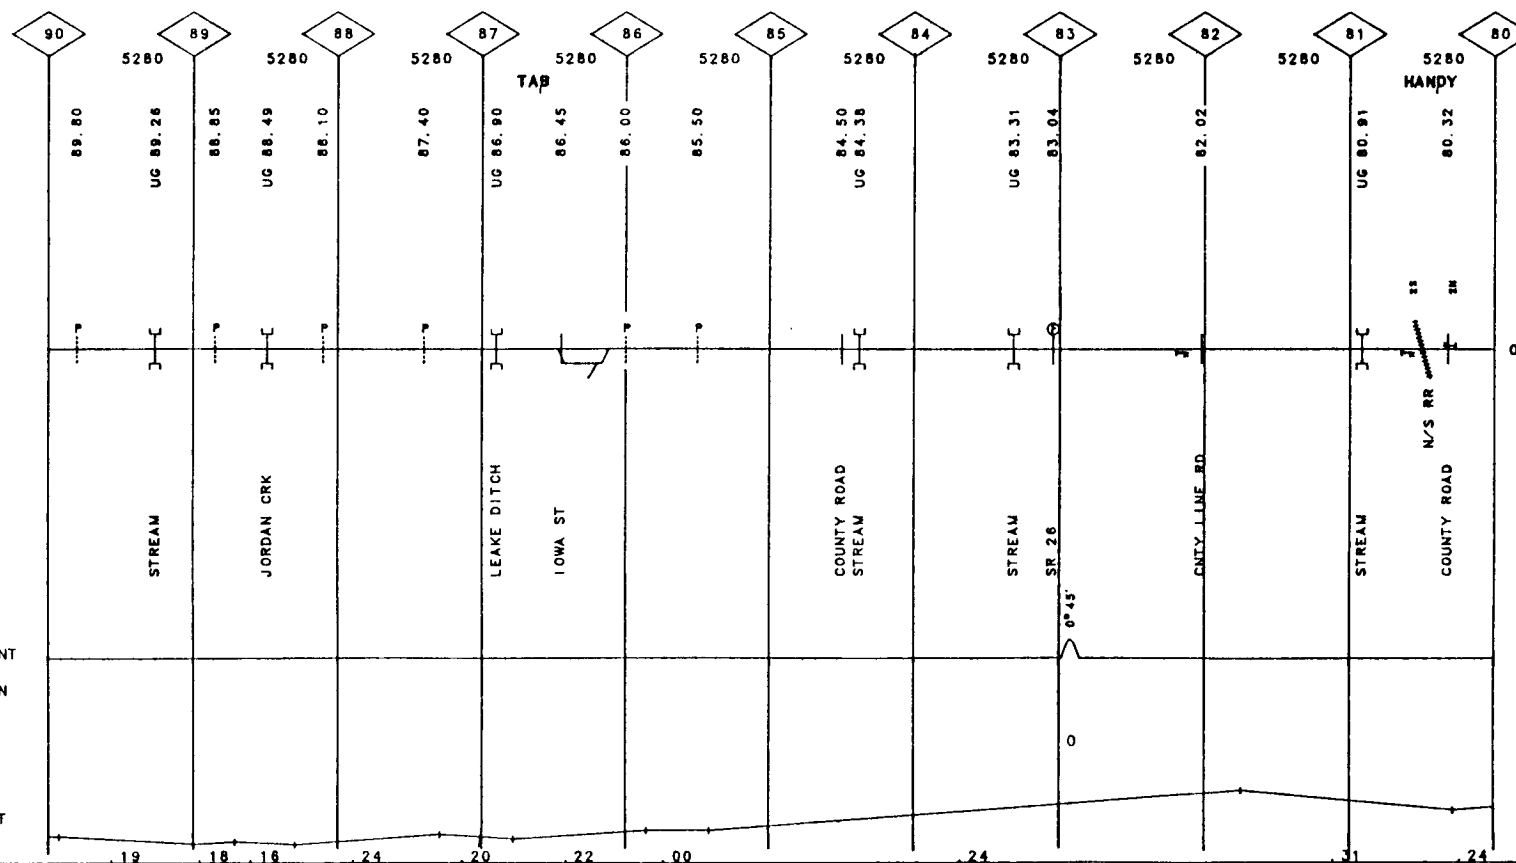 90 89 88 87 86 85 84 83 82 81 80
5280 5280 5280 5280 5280 5280 5280 5280 5280 5280
TAB HANDY
89.80
UG 89.26
88.85
UG 88.49
88.10
87.40
UG 86.90
86.45
86.00
85.50
84.50
84.38
UG 83.31
83.04
82.02
UG 80.91
80.32
P P P P P P
N/S RR
STREAM
JORDAN CRK
LEAKE DITCH
IOWA ST
COUNTY ROAD
STREAM
STREAM
SR 26
CNTY LINE RD
STREAM
COUNTY ROAD
0°45'
NT
N
0
T
.19 .18 .16 .24 .20 .22 .00 .24 .31 .24